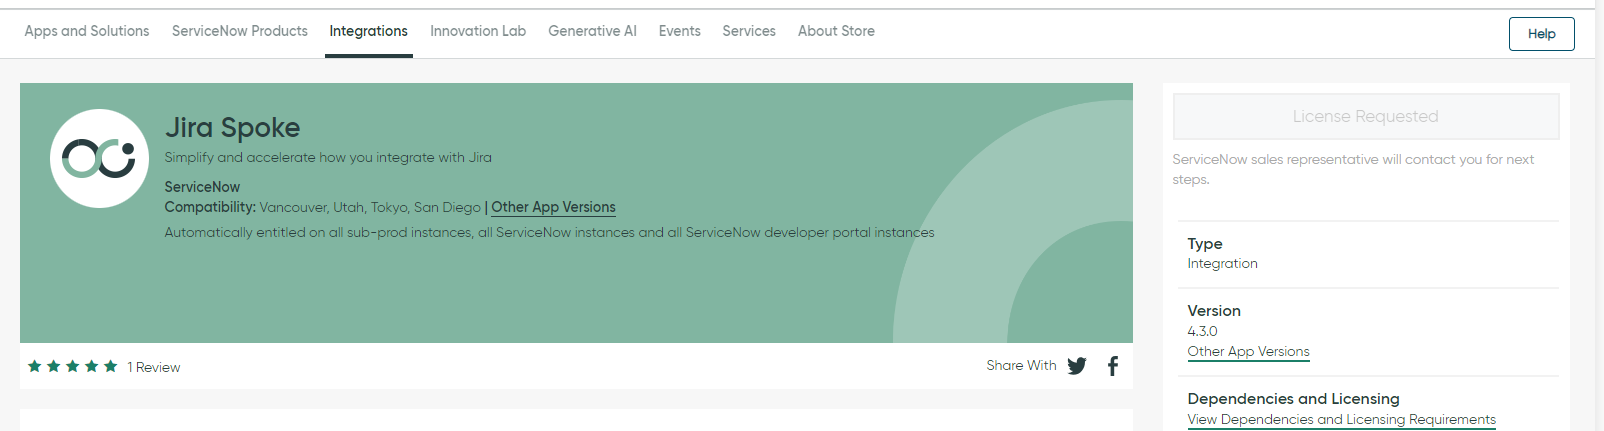 Apps and Solutions ServiceNow Products Integrations Innovation Lab Generative AI Events Services About Store Help
Jira Spoke
Simplify and accelerate how you integrate with Jira
ServiceNow
Compatibility: Vancouver, Utah, Tokyo, San Diego | Other App Versions
Automatically entitled on all sub-prod instances, all ServiceNow instances and all ServiceNow developer portal instances
1 Review
Share With
License Requested
ServiceNow sales representative will contact you for next
steps.
Type
Integration
Version
4.3.0
Other App Versions
Dependencies and Licensing
View Dependencies and Licensing Requirements